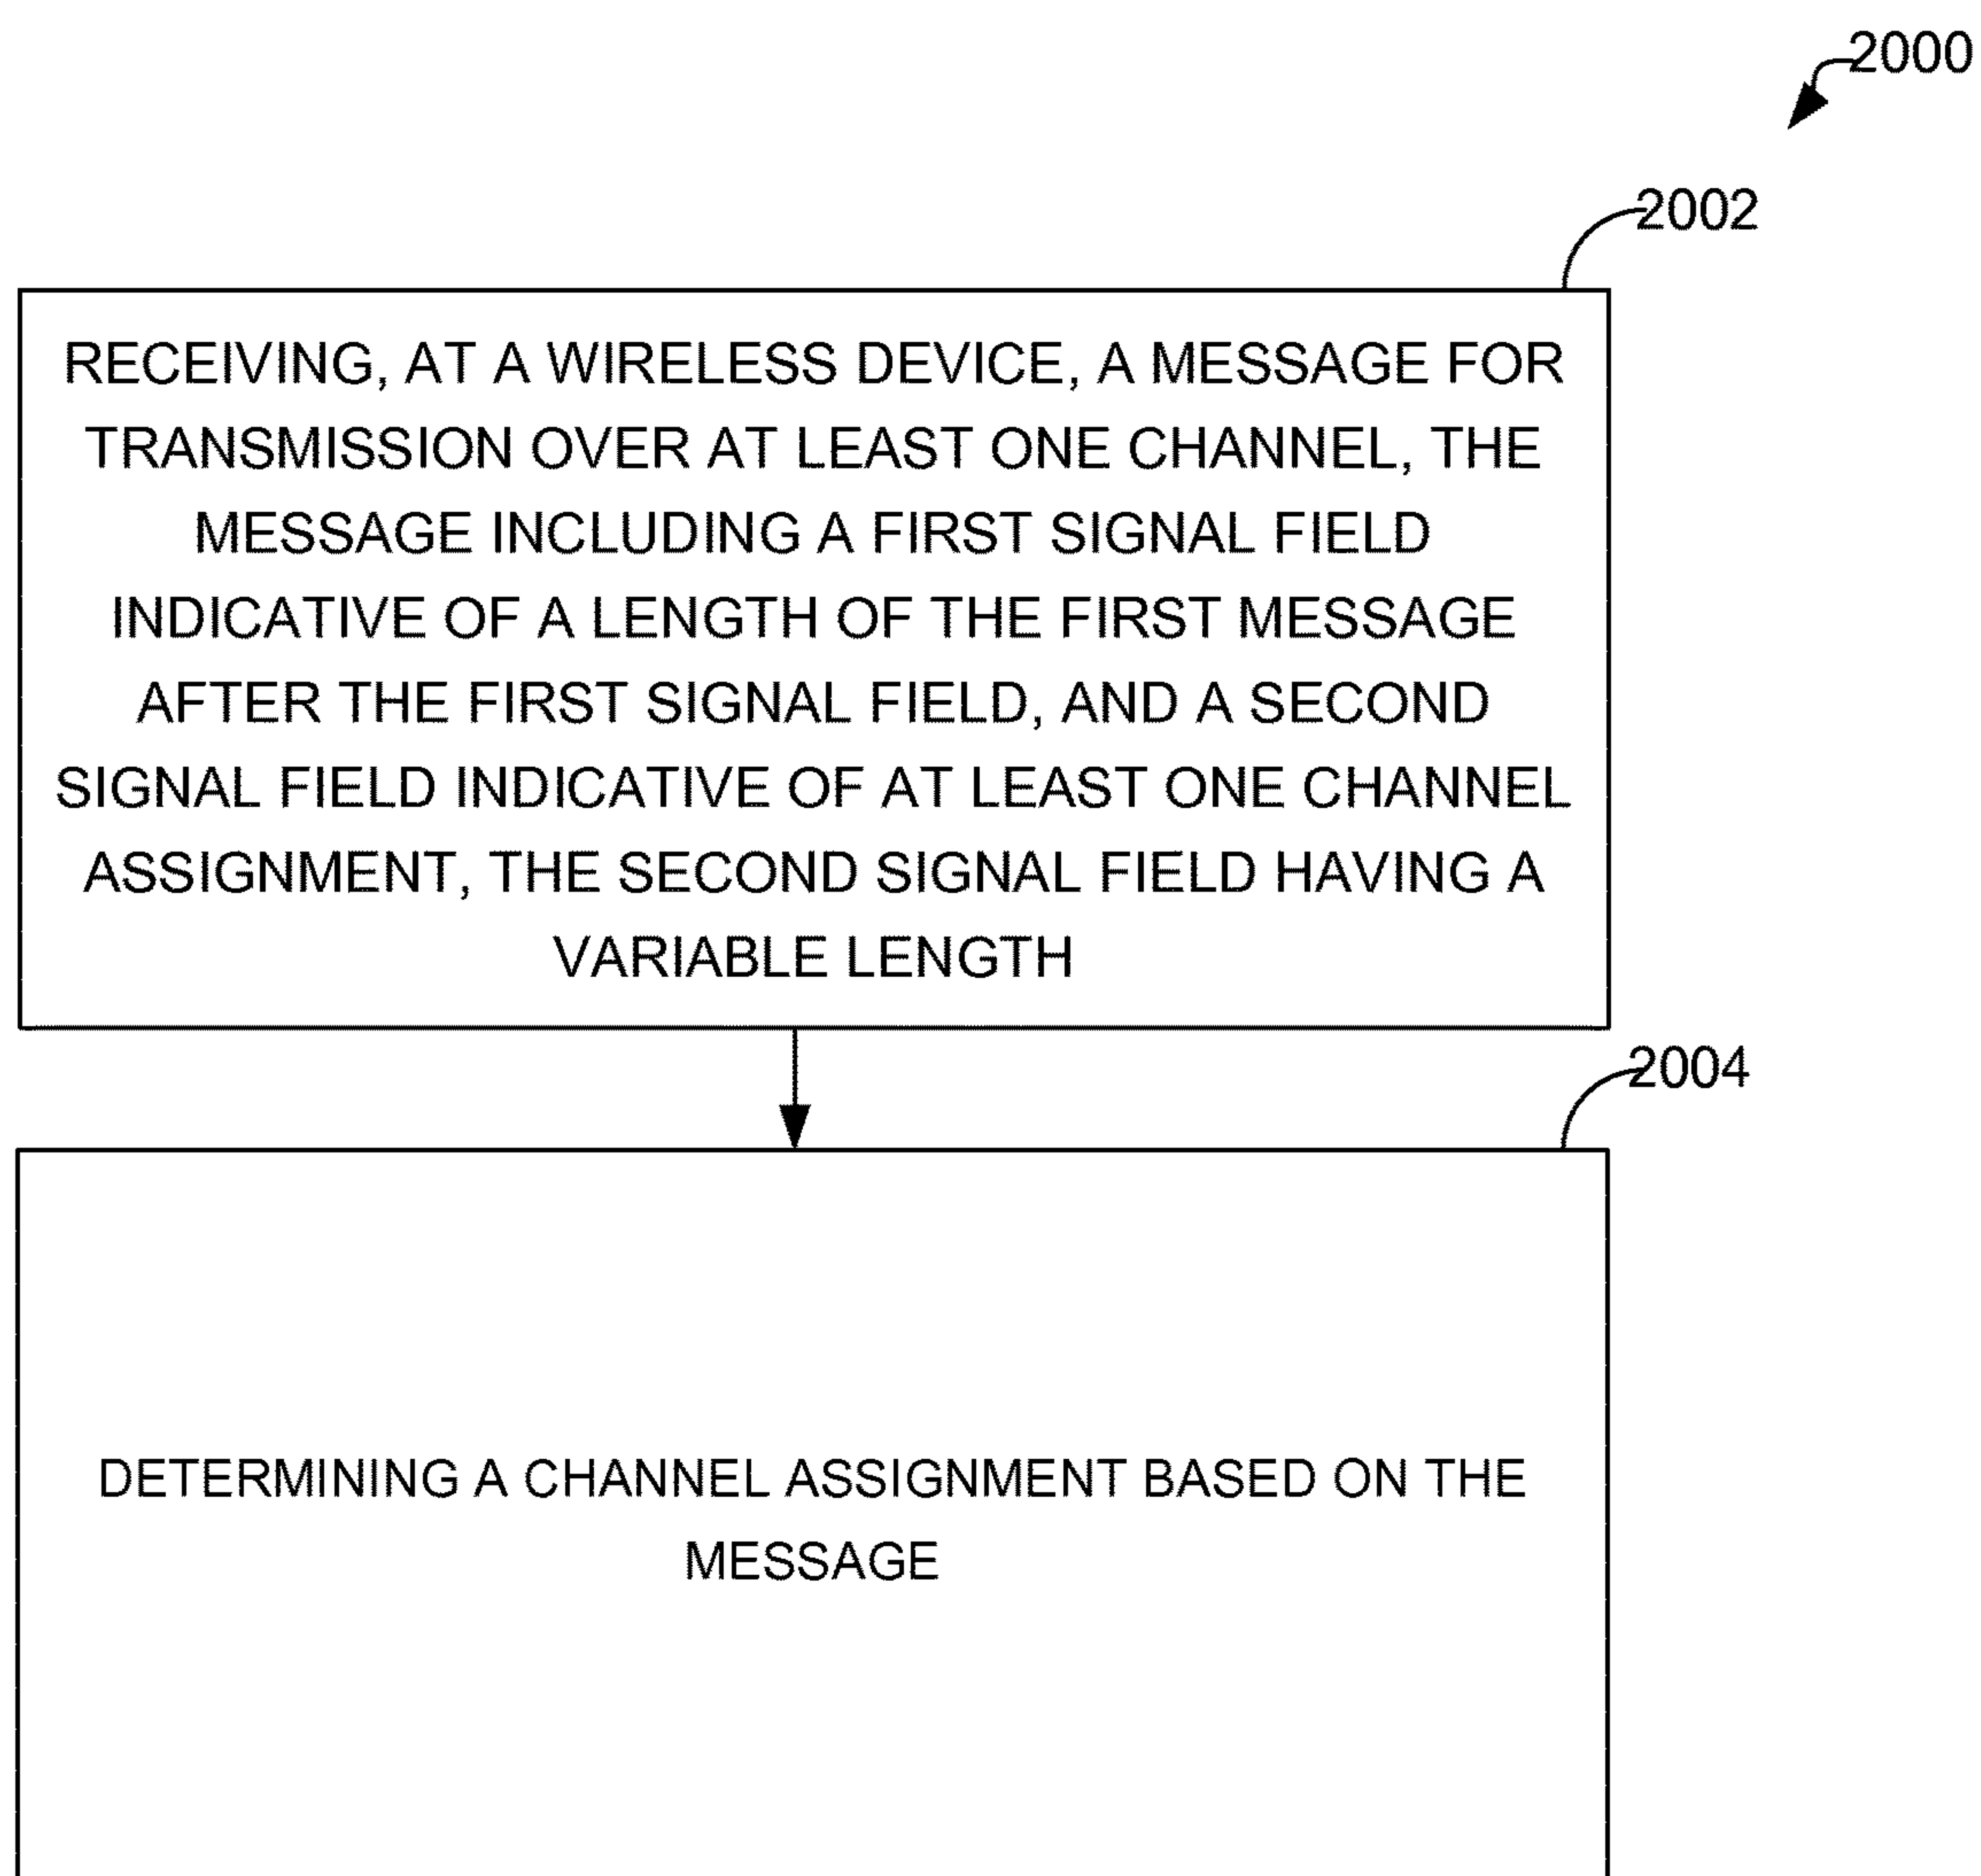 2000
2002
RECEIVING, AT A WIRELESS DEVICE, A MESSAGE FOR
TRANSMISSION OVER AT LEAST ONE CHANNEL, THE
MESSAGE INCLUDING A FIRST SIGNAL FIELD
INDICATIVE OF A LENGTH OF THE FIRST MESSAGE
AFTER THE FIRST SIGNAL FIELD, AND A SECOND
SIGNAL FIELD INDICATIVE OF AT LEAST ONE CHANNEL
ASSIGNMENT, THE SECOND SIGNAL FIELD HAVING A
VARIABLE LENGTH
2004
DETERMINING A CHANNEL ASSIGNMENT BASED ON THE
MESSAGE